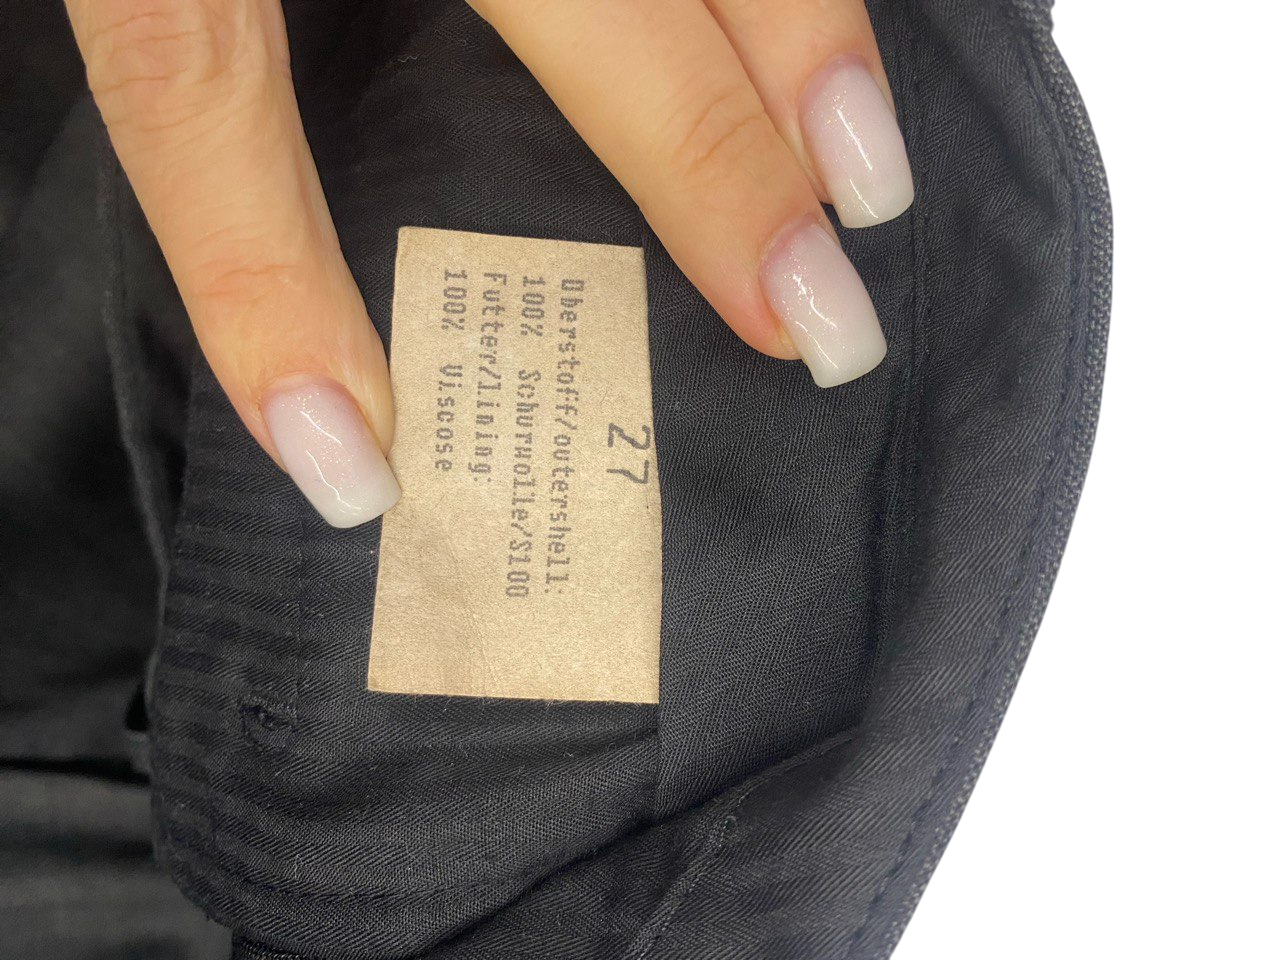 27
Oberstoff/outershell:
100% Schurwolle/S100
Futter/lining:
100% Viscose